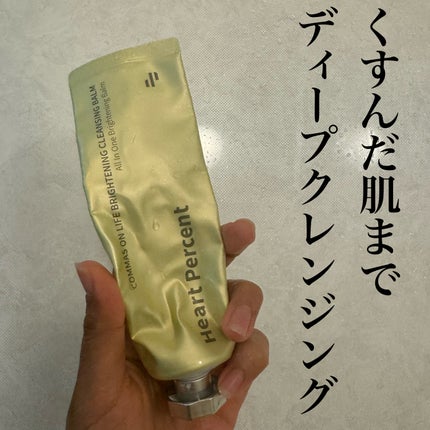 くすんだ肌まで
ディープクレンジング
COMMAS ON LIFE BRIGHTENING CLEANSING BALM
All In One Brightening Balm
Heart Percent